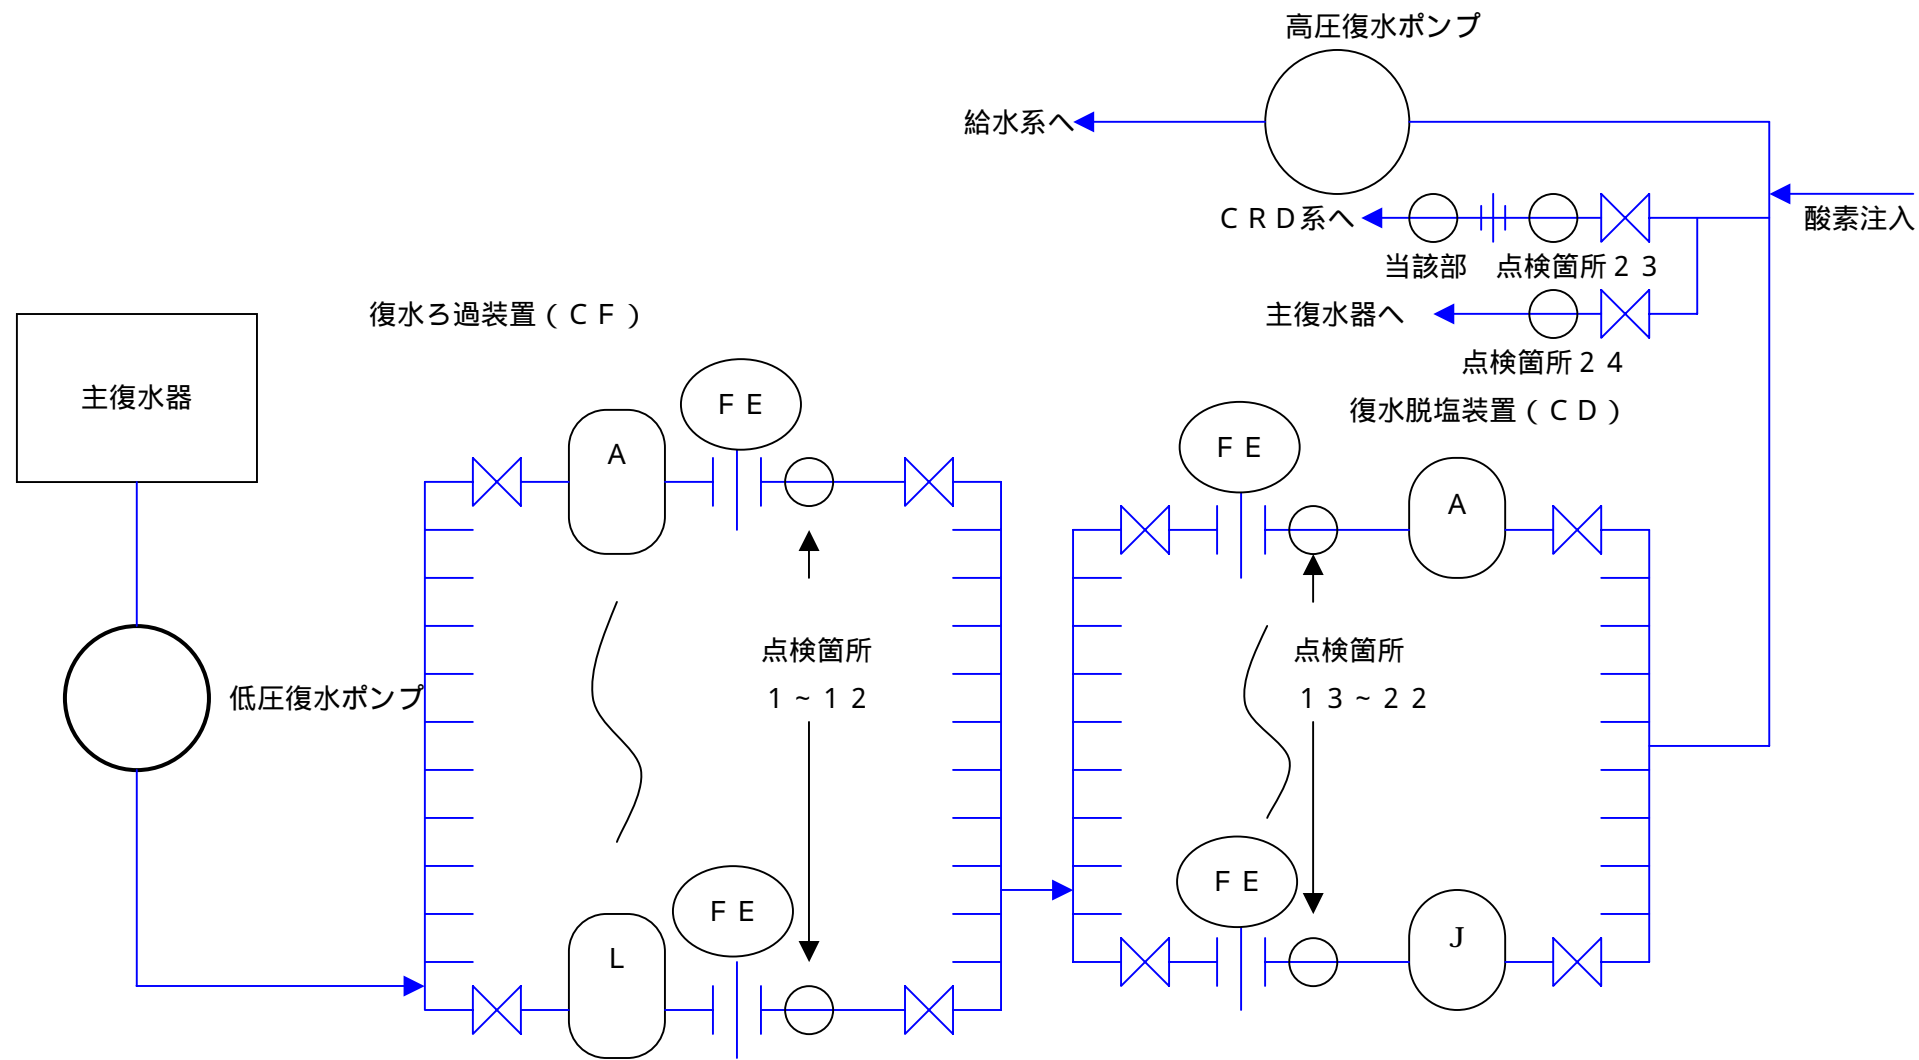 高圧復水ポンプ
給水系へ
ＣＲＤ系へ
酸素注入
当該部
点検箇所２３
主復水器へ
点検箇所２４
復水ろ過装置（ＣＦ）
復水脱塩装置（ＣＤ）
主復水器
ＦＥ
ＦＥ
Ａ
Ａ
点検箇所
１～１２
点検箇所
１３～２２
低圧復水ポンプ
ＦＥ
ＦＥ
Ｌ
Ｊ